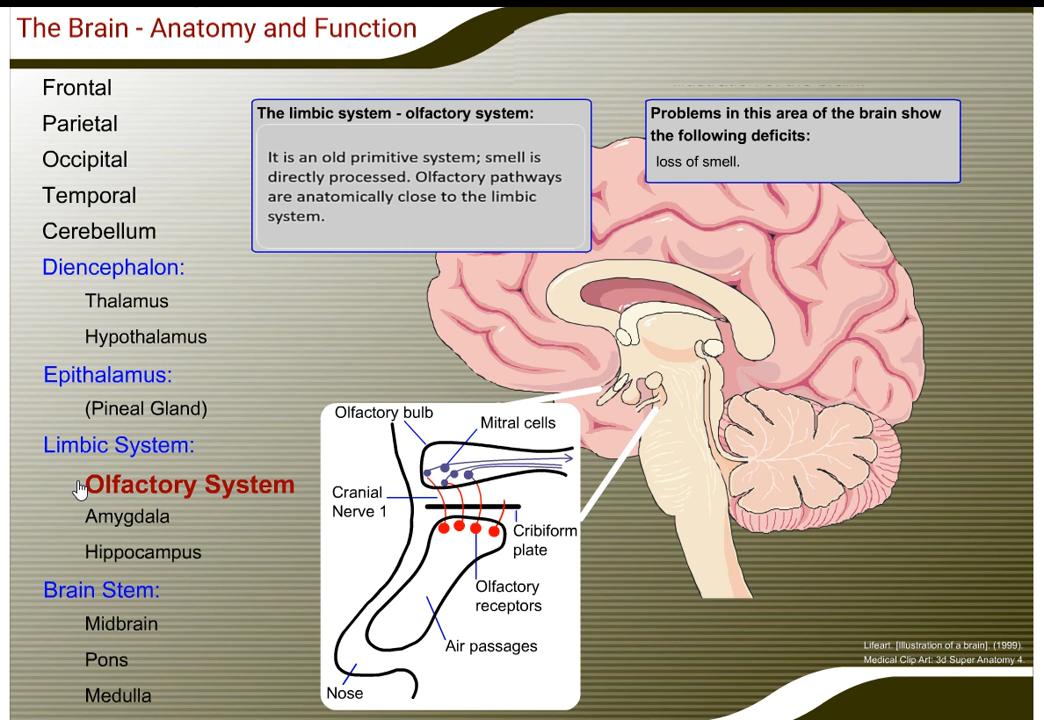 The Brain - Anatomy and Function
Frontal
Parietal
Occipital
Temporal
Cerebellum
Diencephalon:
Thalamus
Hypothalamus
Epithalamus:
(Pineal Gland)
Limbic System:
Olfactory System
Amygdala
Hippocampus
Brain Stem:
Midbrain
Pons
Medulla
The limbic system - olfactory system:
It is an old primitive system; smell is
directly processed. Olfactory pathways
are anatomically close to the limbic
system.
Problems in this area of the brain show
the following deficits:
loss of smell.
Olfactory bulb
Mitral cells
Cranial
Nerve 1
Cribiform
plate
Olfactory
receptors
Air passages
Nose
Lifeart. [Illustration of a brain]. (1999).
Medical Clip Art: 3d Super Anatomy 4.